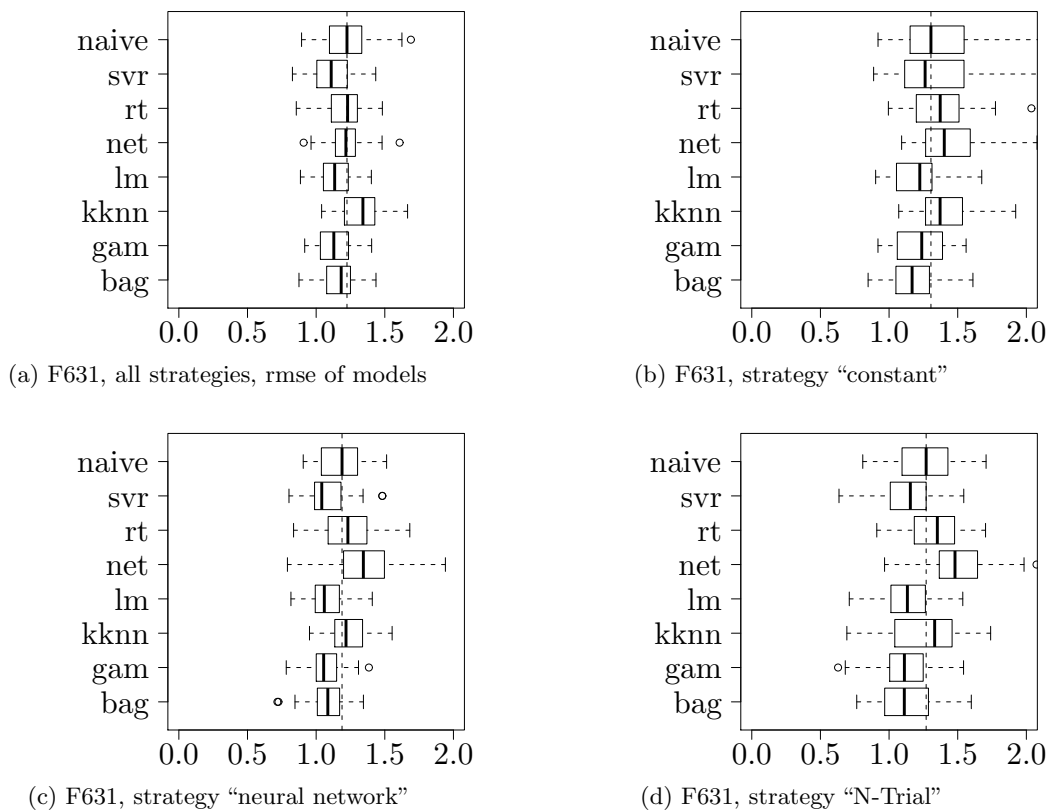 naive
svr
rt
net
lm
kknn
gam
bag
0.0 0.5 1.0 1.5 2.0
(a) F631, all strategies, rmse of models
naive
svr
rt
net
lm
kknn
gam
bag
0.0 0.5 1.0 1.5 2.0
(b) F631, strategy “constant”
naive
svr
rt
net
lm
kknn
gam
bag
0.0 0.5 1.0 1.5 2.0
(c) F631, strategy “neural network”
naive
svr
rt
net
lm
kknn
gam
bag
0.0 0.5 1.0 1.5 2.0
(d) F631, strategy “N-Trial”